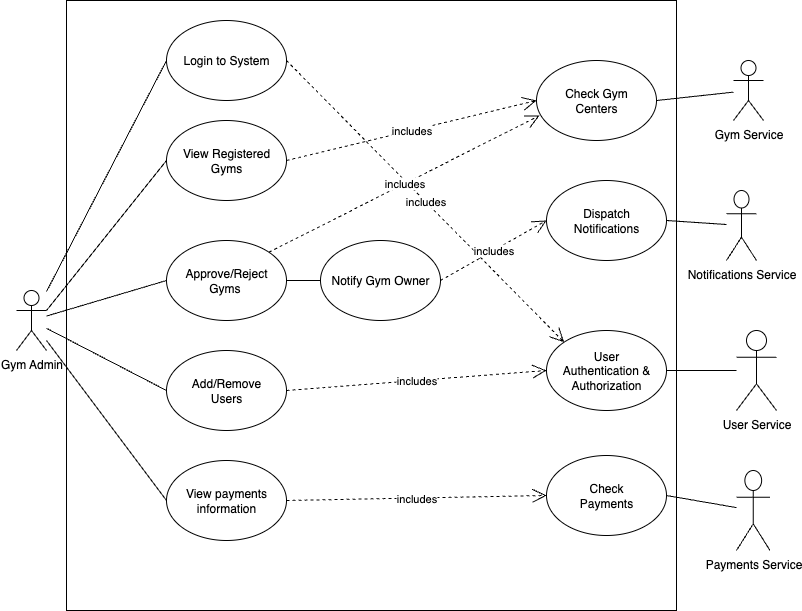 Login to System
Check Gym
Centers
Gym Service
includes
View Registered
Gyms
includes
includes
Dispatch
Notifications
Notifications Service
includes
Approve/Reject
Gyms
Notify Gym Owner
Gym Admin
User
Authentication &
Authorization
User Service
includes
Add/Remove
Users
Check
Payments
includes
View payments
information
Payments Service